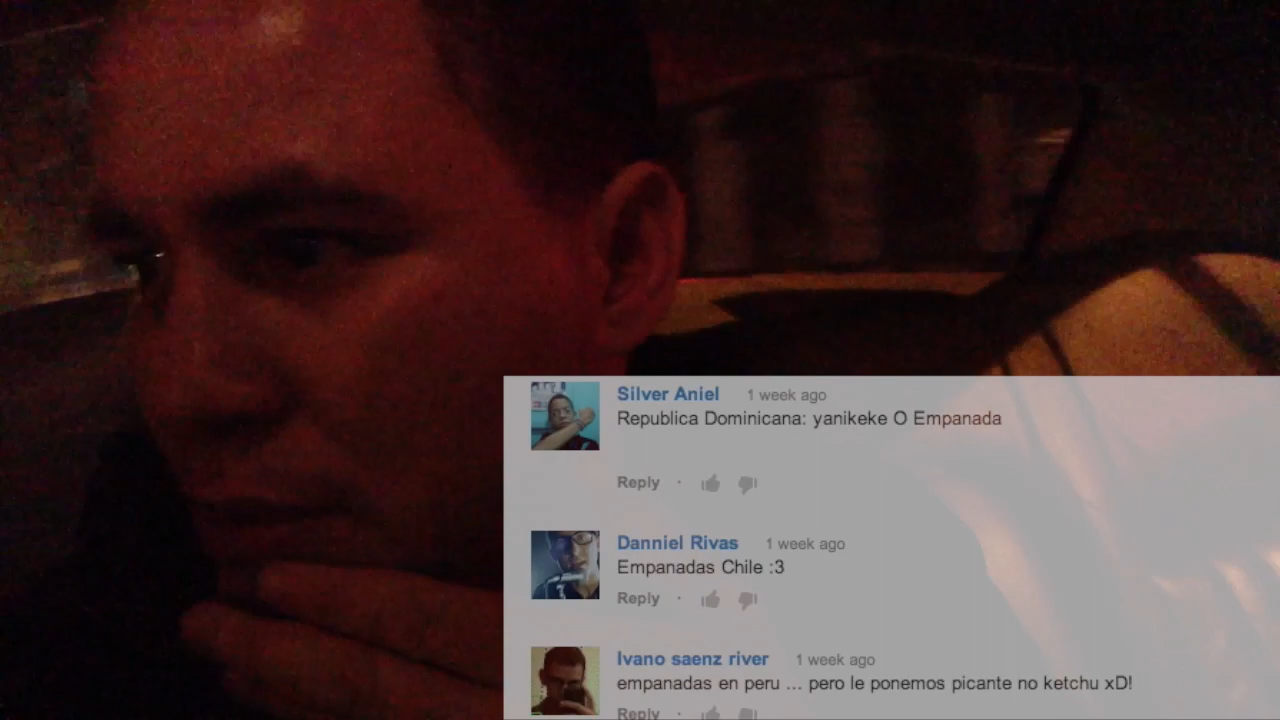 Silver Aniel 1 week ago
Republica Dominicana: yanikeke O Empanada
Reply ·
Danniel Rivas 1 week ago
Empanadas Chile :3
Reply ·
Ivano saenz river 1 week ago
empanadas en peru ... pero le ponemos picante no ketchu xD!
Reply ·